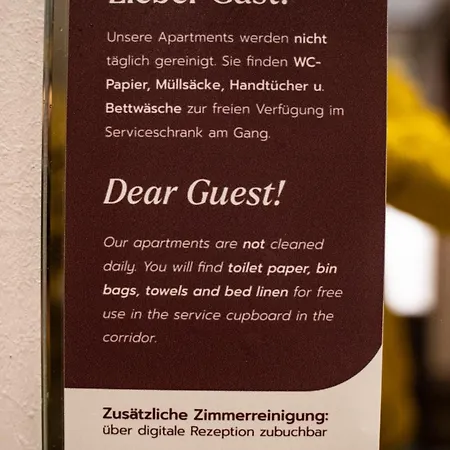 Lieber Gast!
Unsere Apartments werden nicht
täglich gereinigt. Sie finden WC-
Papier, Müllsäcke, Handtücher u.
Bettwäsche zur freien Verfügung im
Serviceschrank am Gang.
Dear Guest!
Our apartments are not cleaned
daily. You will find toilet paper, bin
bags, towels and bed linen for free
use in the service cupboard in the
corridor.
Zusätzliche Zimmerreinigung:
über digitale Rezeption zubuchbar